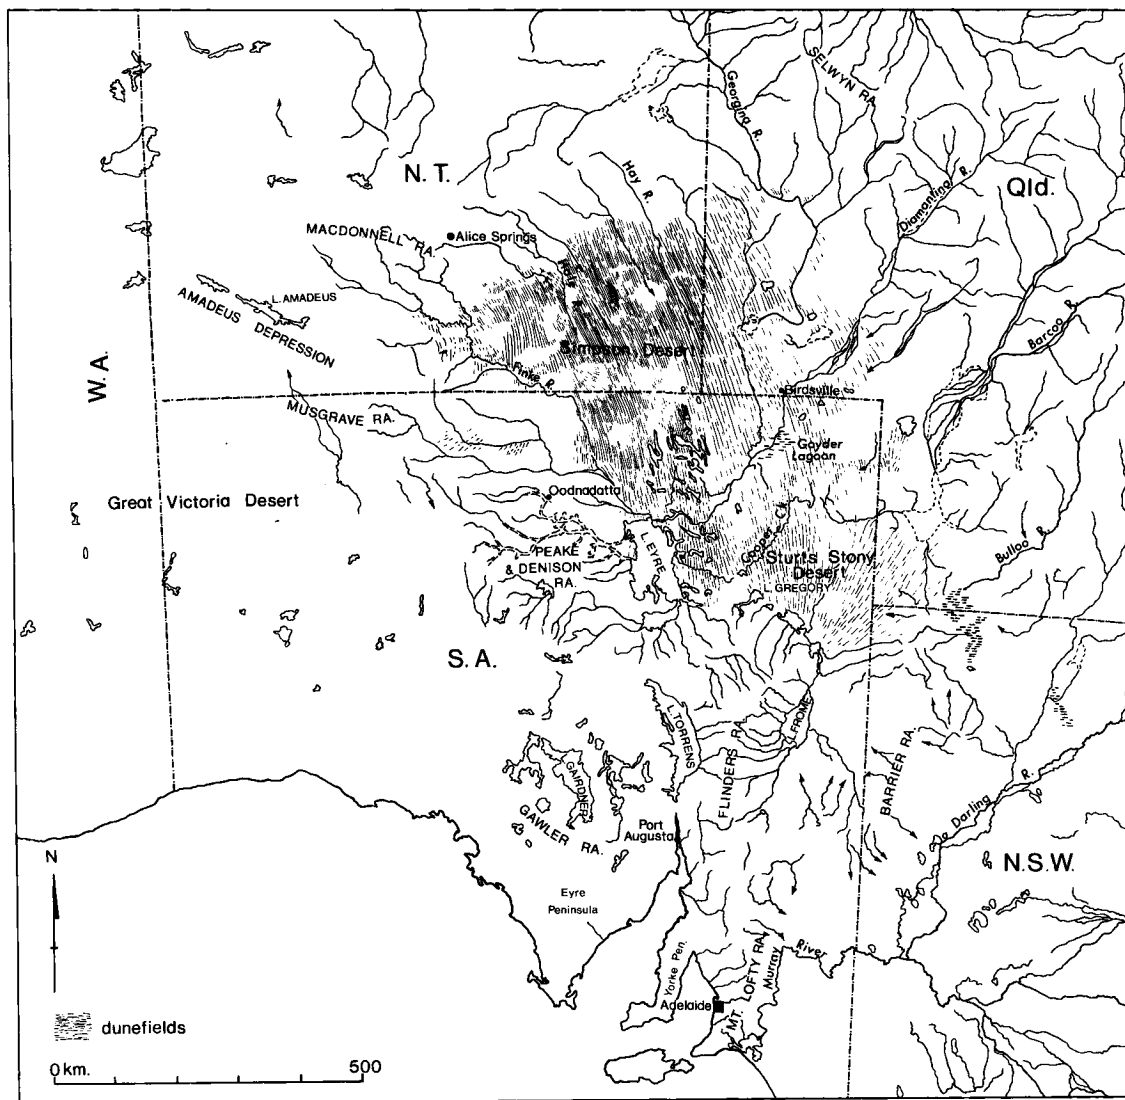 SELWYN RA.
Georgina R.
Hay R.
N. T.
Diamantina R.
Qld.
MACDONNELL RA.
Alice Springs
Hale R.
L. AMADEUS
AMADEUS DEPRESSION
Barcoo R.
Simpson Desert
W. A.
Finke R.
Birdsville
MUSGRAVE RA.
Goyder
Lagoon
Great Victoria Desert
Oodnadatta
Cooper Ck.
L. EYRE
PEAKE
& DENISON
RA.
Sturts Stony
Desert
L. GREGORY
Bulloo R.
S. A.
L. TORRENS
FLINDERS RA.
L. FROME
BARRIER RA.
GAIRDNER
GAWLER RA.
Port
Augusta
Darling R.
N.S.W.
N
Eyre
Peninsula
Yorke Pen.
MT. LOFTY RA.
Murray River
Adelaide
dunefields
0 km.
500